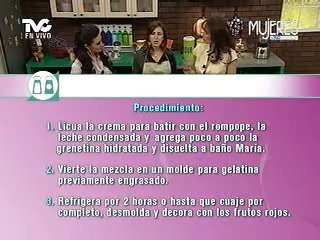 TVC
EN VIVO
MUJERES
Procedimiento:
1. Licua la crema para batir con el rompope, la
leche condensada y agrega poco a poco la
grenetina hidratada y disuelta a baño María.
2. Vierte la mezcla en un molde para gelatina
previamente engrasado.
3. Refrigera por 2 horas o hasta que cuaje por
completo, desmolda y decora con los frutos rojos.